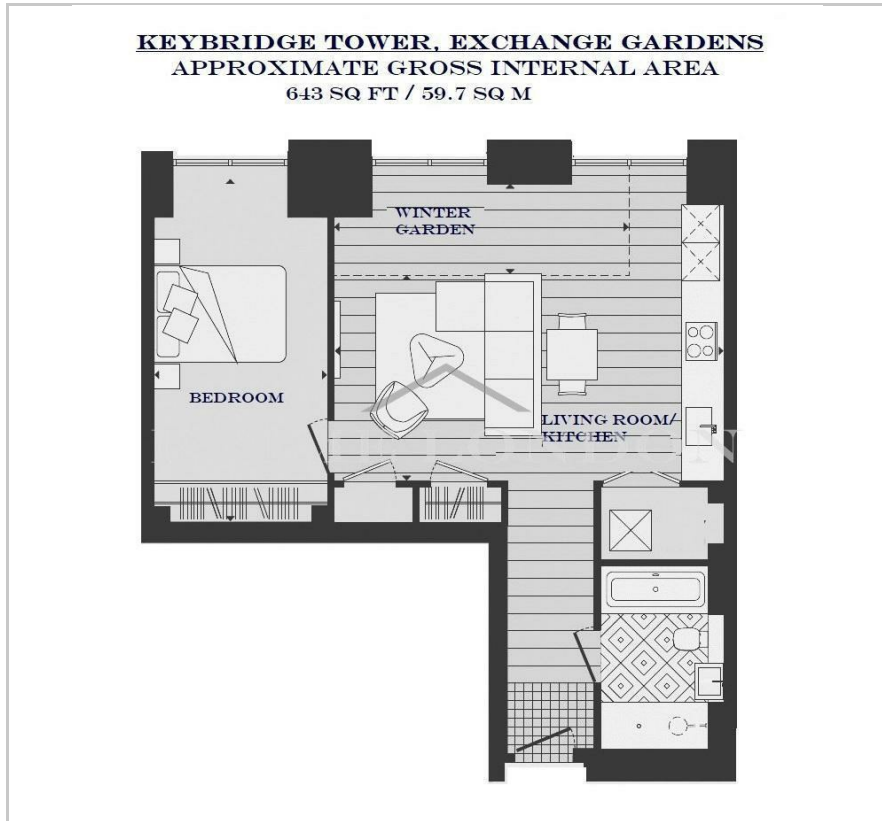 KEYBRIDGE TOWER, EXCHANGE GARDENS
APPROXIMATE GROSS INTERNAL AREA
643 SQ FT / 59.7 SQ M
WINTER
GARDEN
BEDROOM
LIVING ROOM/
KITCHEN
LONDON